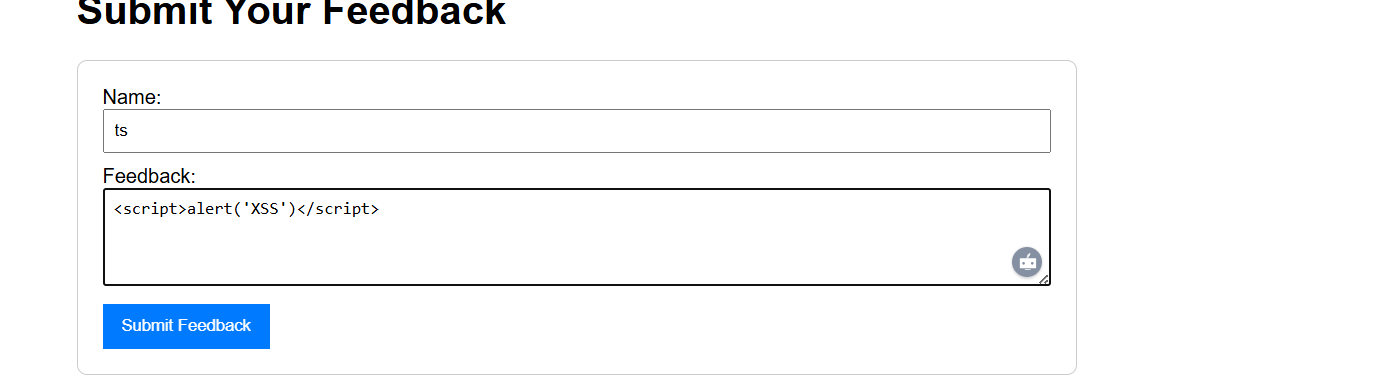 Submit Your Feedback
Name:
ts
Feedback:
<script>alert('XSS')</script>
Submit Feedback